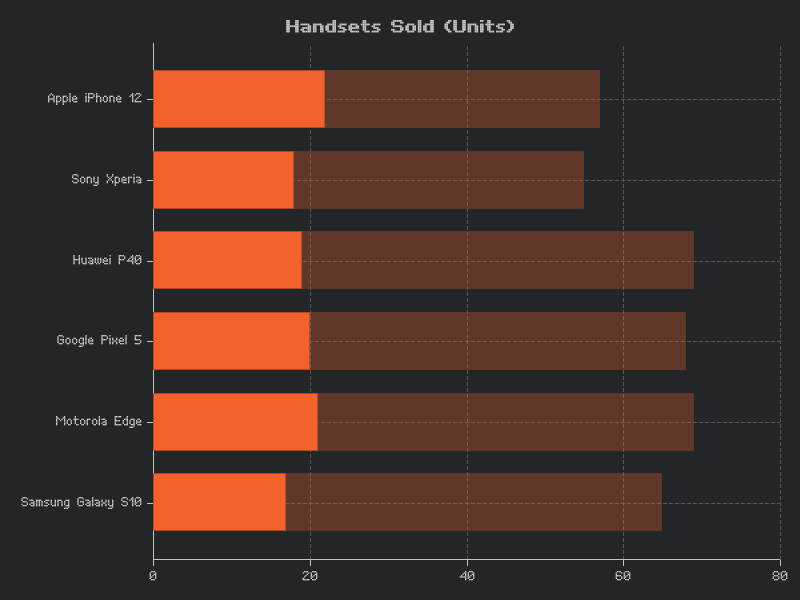 Handsets Sold (Units)
Apple iPhone 12
Sony Xperia
Huawei P40
Google Pixel 5
Motorola Edge
Samsung Galaxy S10
0 20 40 60 80